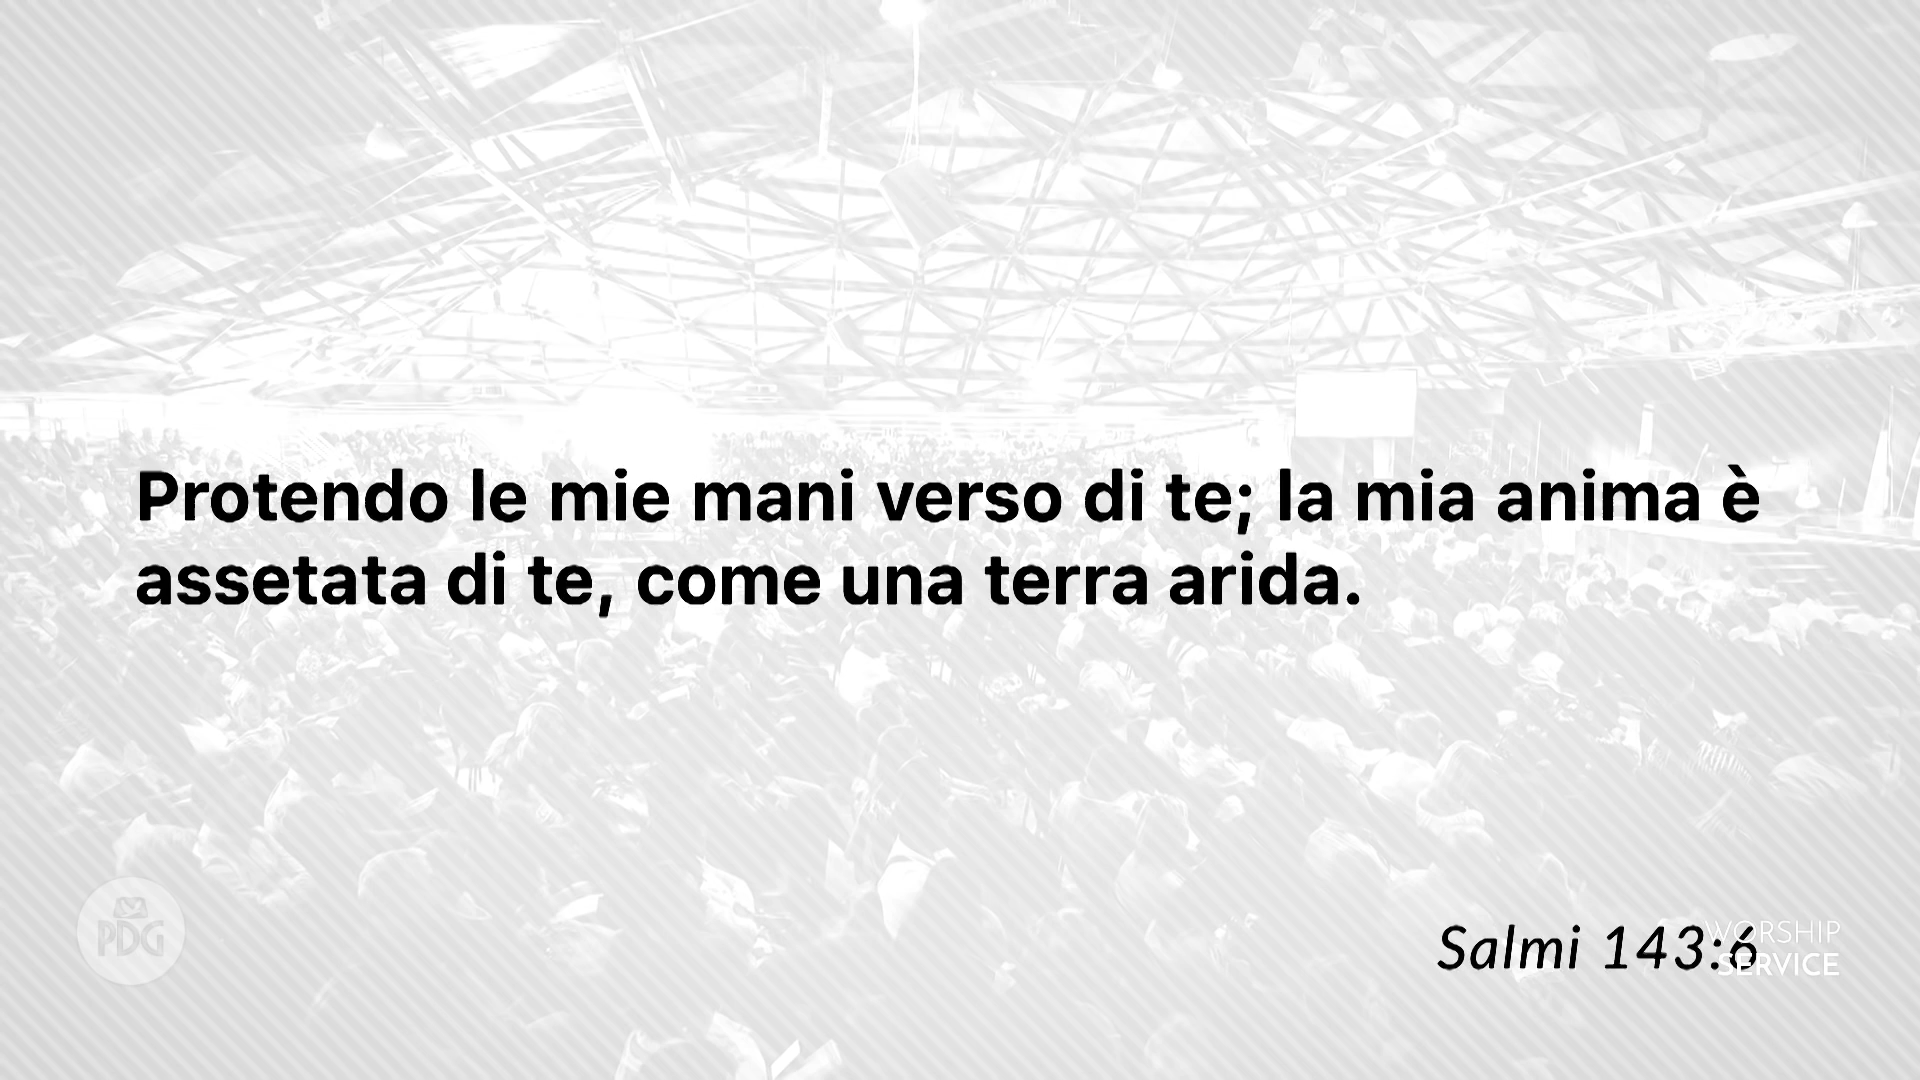 Protendo le mie mani verso di te; la mia anima è
assetata di te, come una terra arida.
PDG
Salmi 143:6
WORSHIP
SERVICE